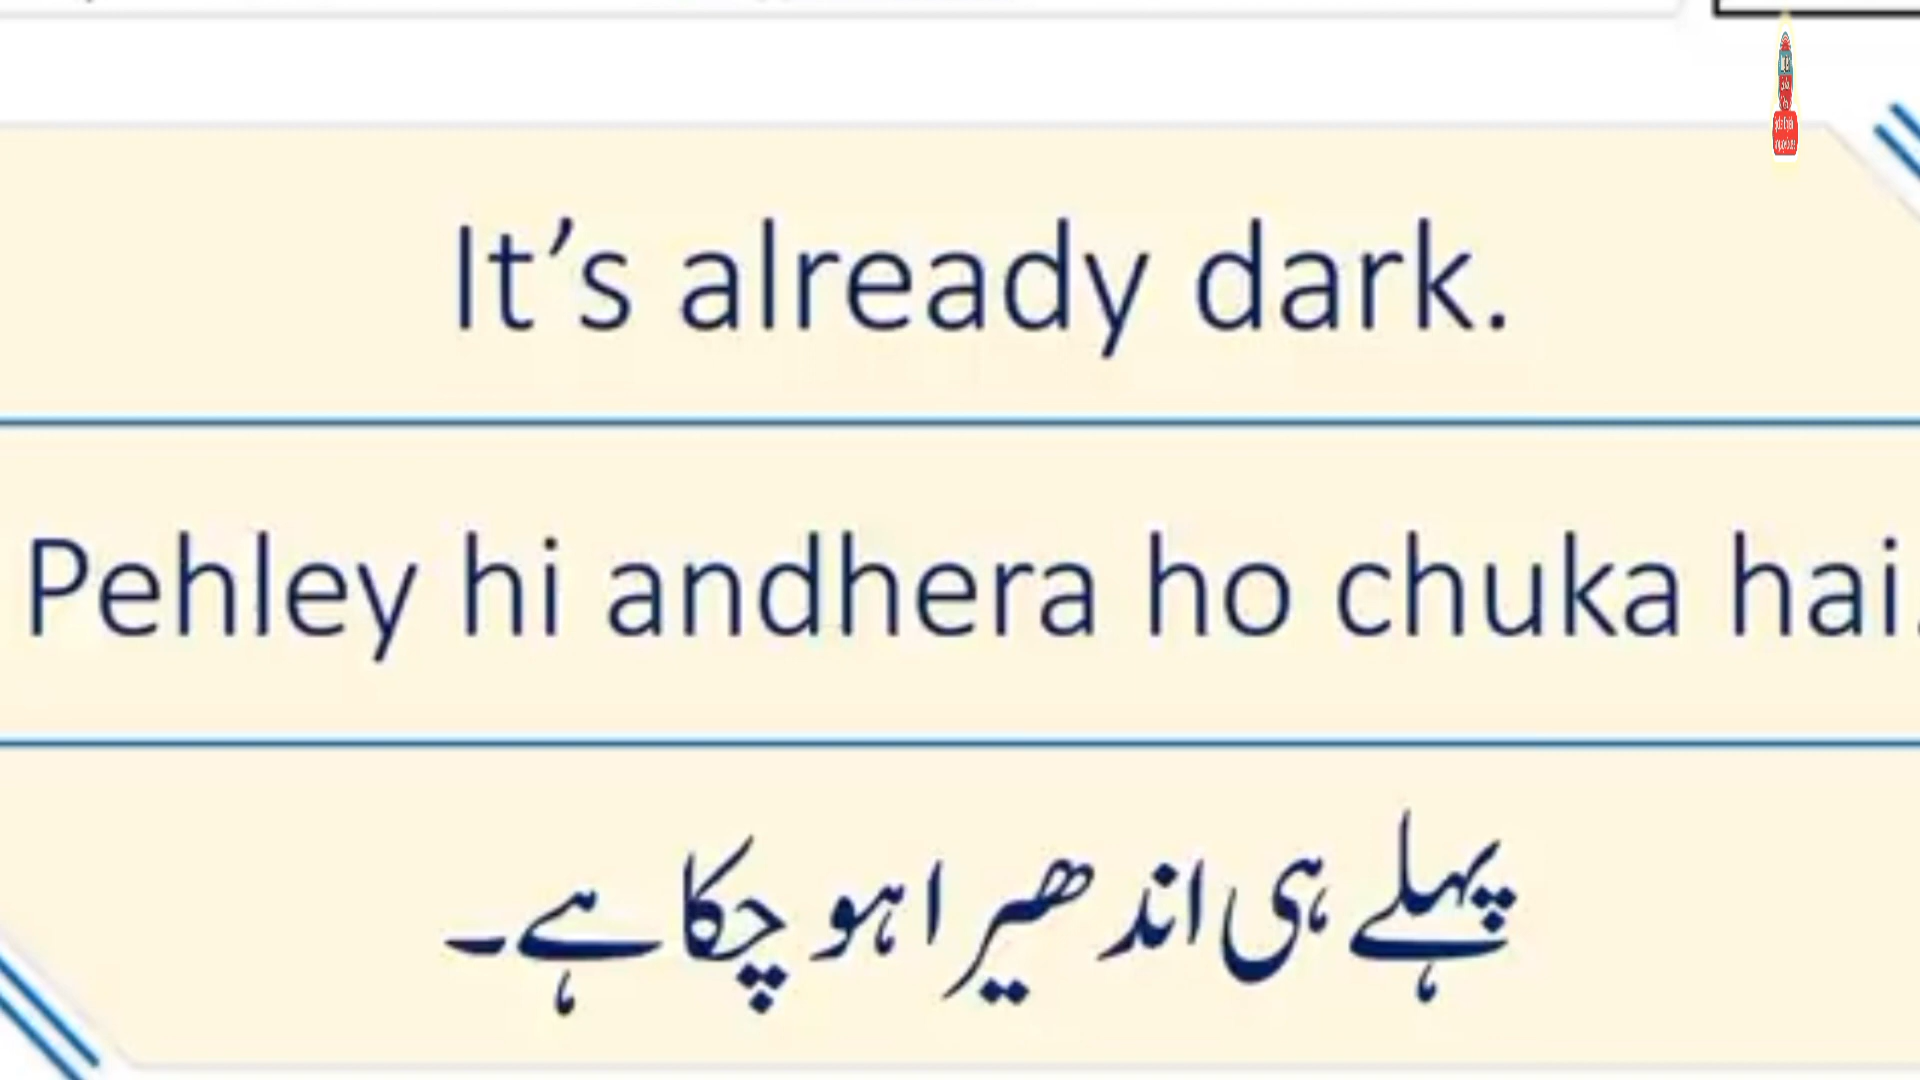 It’s already dark.
Pehley hi andhera ho chuka hai.
پہلے ہی اندھیرا ہو چکا ہے۔